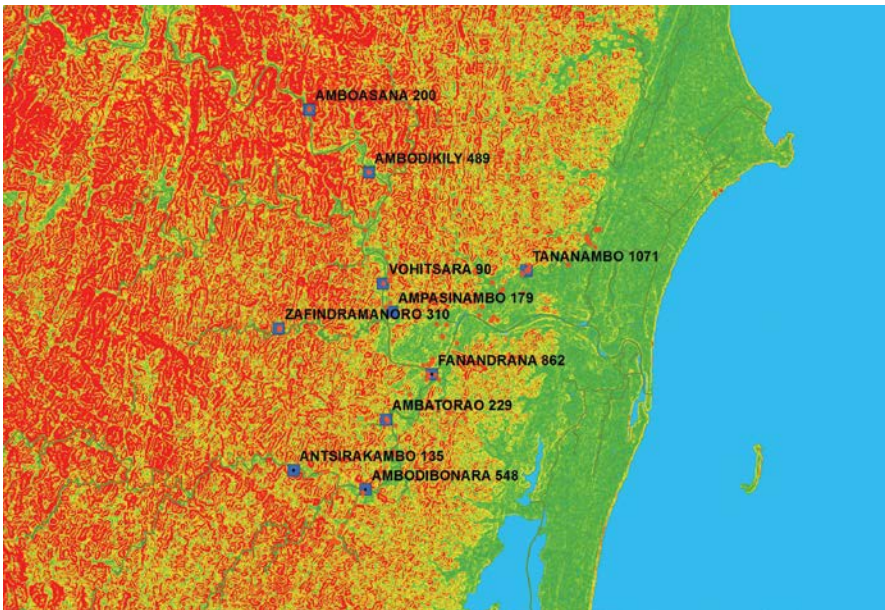 AMBOASANA 200
AMBODIKILY 489
TANANAMBO 1071
VOHITSARA 90
AMPASINAMBO 179
ZAFINDRAMANORO 310
FANANDRANA 862
AMBATORAO 229
ANTSIRAKAMBO 135
AMBODIBONARA 548